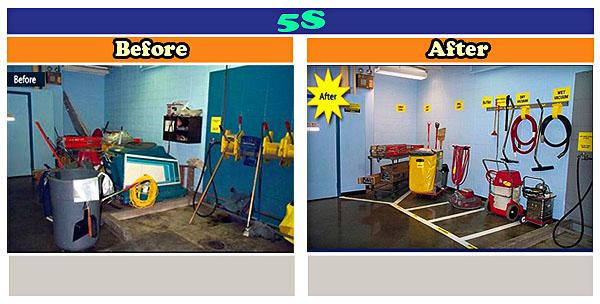 5S
Before
After
Before
After
DRY
VACUUM
WET
VACUUM